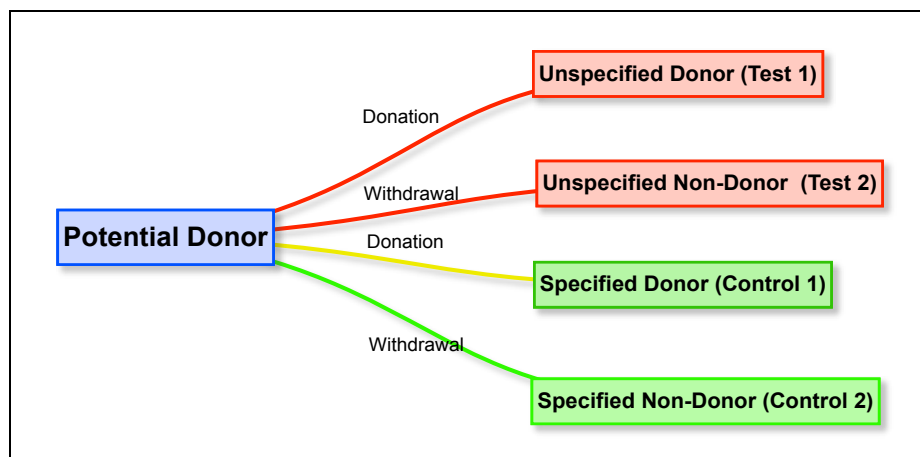 Unspecified Donor (Test 1)
Donation
Unspecified Non-Donor (Test 2)
Withdrawal
Potential Donor
Donation
Specified Donor (Control 1)
Withdrawal
Specified Non-Donor (Control 2)